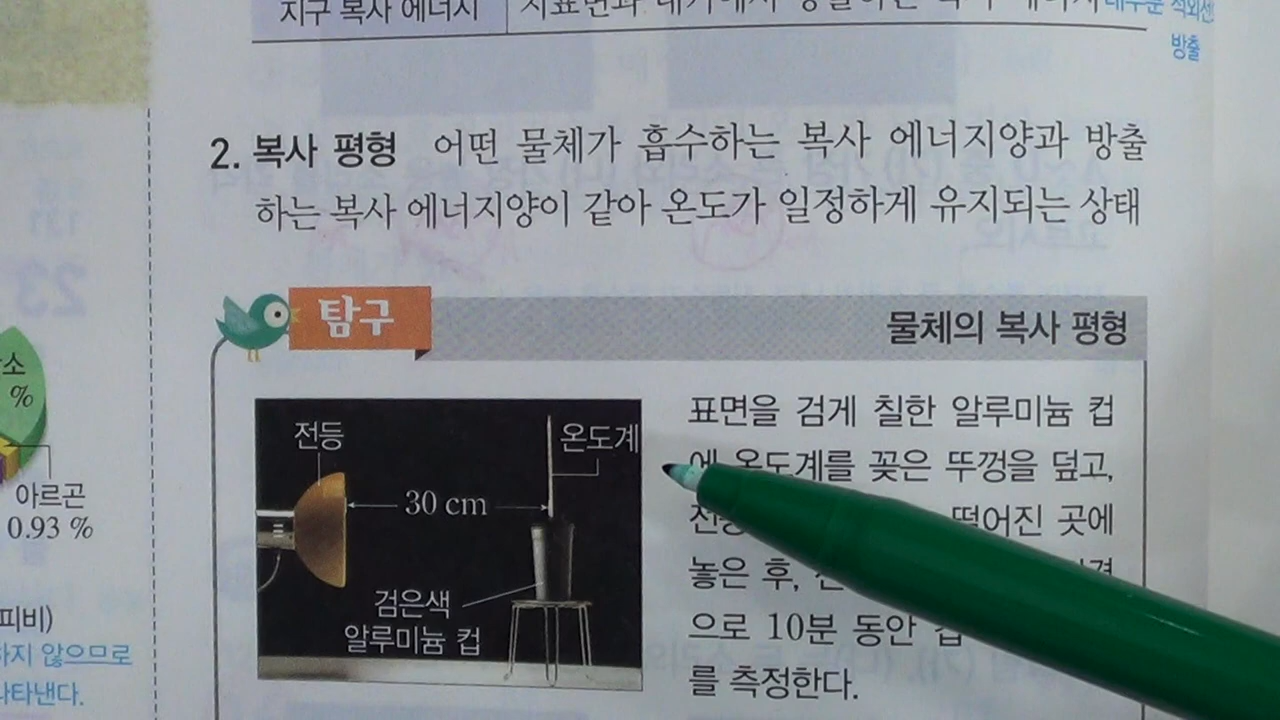 지구 복사 에너지
방출
2. 복사 평형 어떤 물체가 흡수하는 복사 에너지양과 방출
하는 복사 에너지양이 같아 온도가 일정하게 유지되는 상태
탐구
물체의 복사 평형
소
%
아르곤
0.93 %
피비)
하지 않으므로
나타낸다.
전등
온도계
30 cm
검은색
알루미늄 컵
표면을 검게 칠한 알루미늄 컵
에 온도계를 꽂은 뚜껑을 덮고,
떨어진 곳에
놓은 후,
으로 10분 동안 컵
를 측정한다.